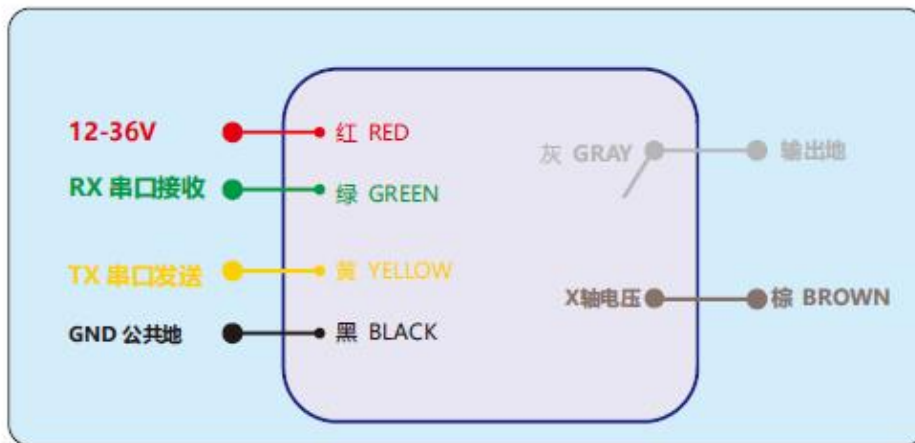 12-36V
红 RED
RX 串口接收
绿 GREEN
TX 串口发送
黄 YELLOW
GND 公共地
黑 BLACK
灰 GRAY
输出地
X轴电压
棕 BROWN